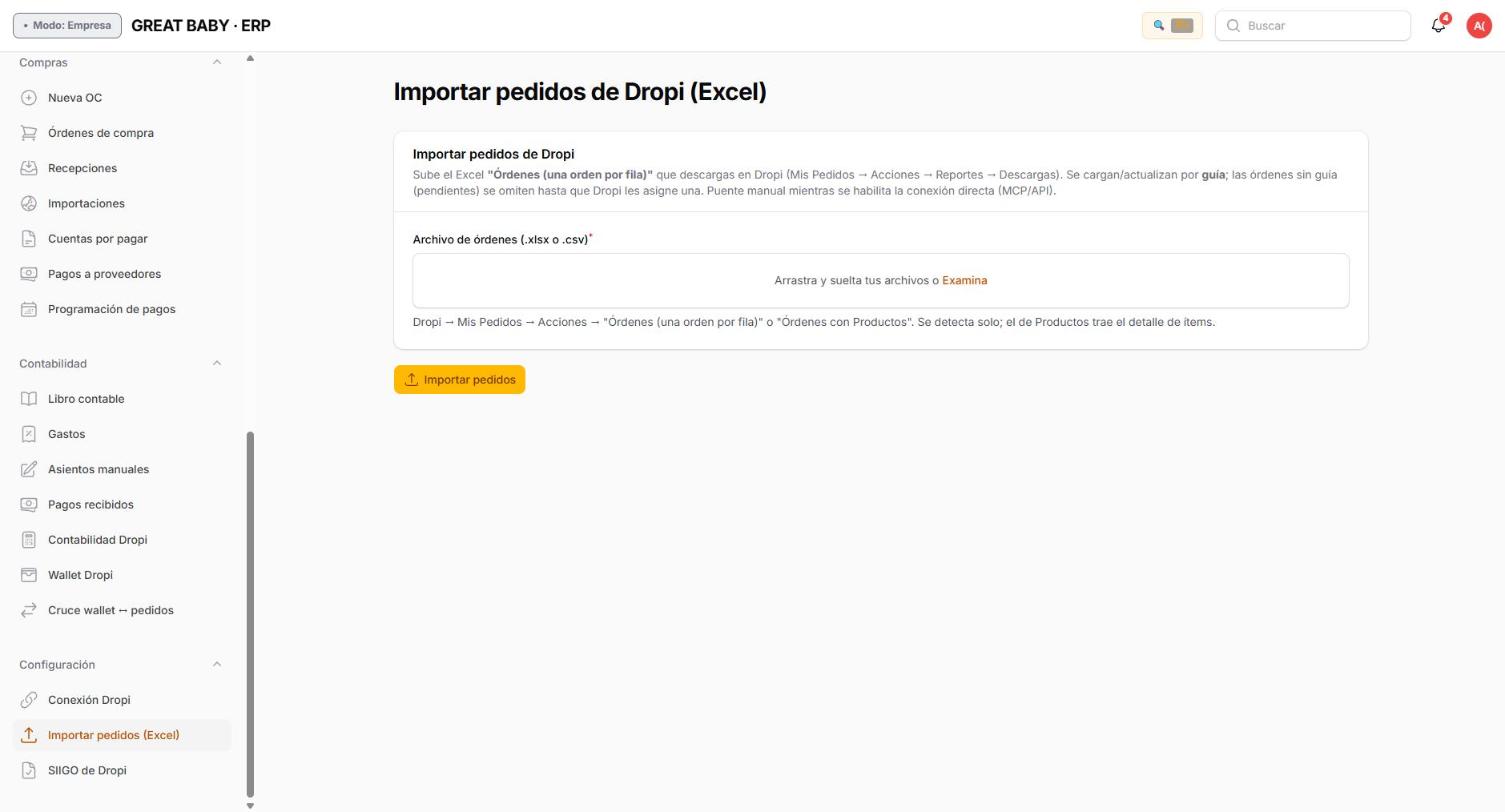 • Modo: Empresa
GREAT BABY · ERP
Buscar
4
A(
Compras
Nueva OC
Órdenes de compra
Recepciones
Importaciones
Cuentas por pagar
Pagos a proveedores
Programación de pagos
Contabilidad
Libro contable
Gastos
Asientos manuales
Pagos recibidos
Contabilidad Dropi
Wallet Dropi
Cruce wallet ↔ pedidos
Configuración
Conexión Dropi
Importar pedidos (Excel)
SIIGO de Dropi
Importar pedidos de Dropi (Excel)
Importar pedidos de Dropi
Sube el Excel "Órdenes (una orden por fila)" que descargas en Dropi (Mis Pedidos → Acciones → Reportes → Descargas). Se cargan/actualizan por guía; las órdenes sin guía
(pendientes) se omiten hasta que Dropi les asigne una. Puente manual mientras se habilita la conexión directa (MCP/API).
Archivo de órdenes (.xlsx o .csv)*
Arrastra y suelta tus archivos o Examina
Dropi → Mis Pedidos → Acciones → "Órdenes (una orden por fila)" o "Órdenes con Productos". Se detecta solo; el de Productos trae el detalle de ítems.
Importar pedidos